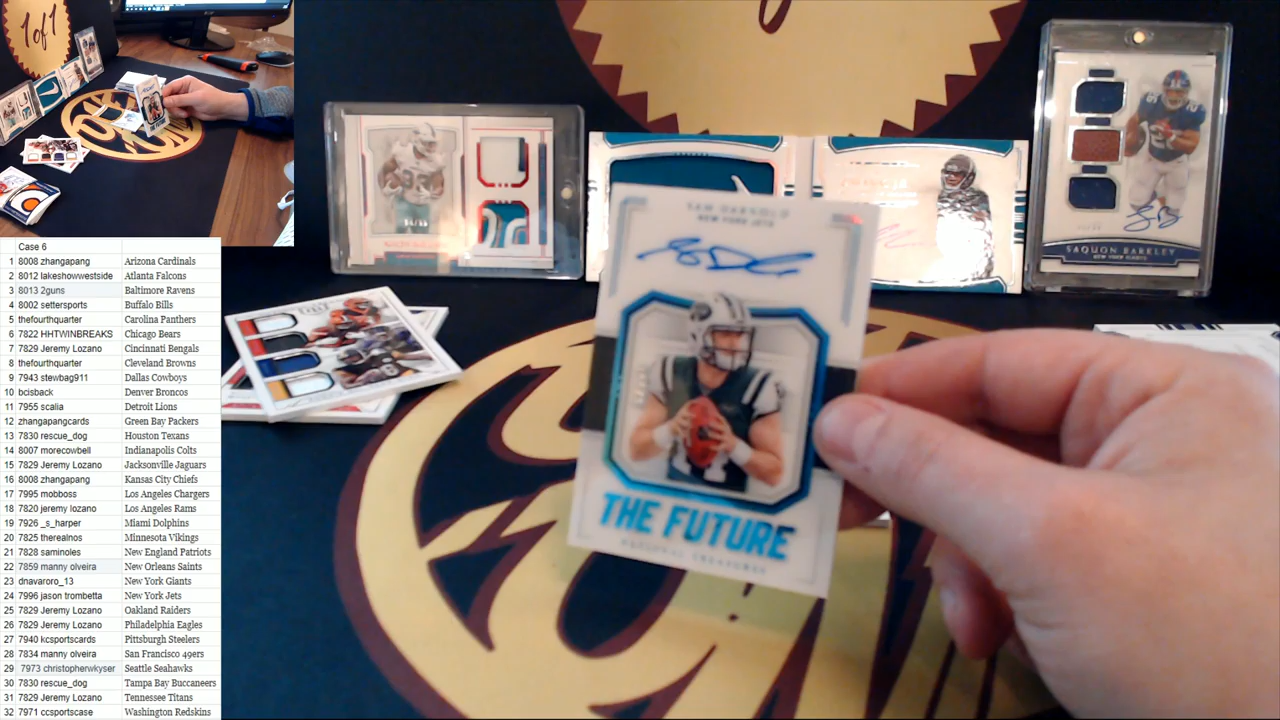 1 of 1
Case 6
1 8008 zhangapang Arizona Cardinals
2 8012 lakeshowwestside Atlanta Falcons
3 8013 2guns Baltimore Ravens
4 8002 settersports Buffalo Bills
5 thefourthquarter Carolina Panthers
6 7822 HHTWINBREAKS Chicago Bears
7 7829 Jeremy Lozano Cincinnati Bengals
8 thefourthquarter Cleveland Browns
9 7943 stewbag911 Dallas Cowboys
10 bcisback Denver Broncos
11 7955 scalia Detroit Lions
12 zhangapangcards Green Bay Packers
13 7830 rescue_dog Houston Texans
14 8007 morecowbell Indianapolis Colts
15 7829 Jeremy Lozano Jacksonville Jaguars
16 8008 zhangapang Kansas City Chiefs
17 7995 mobboss Los Angeles Chargers
18 7820 jeremy lozano Los Angeles Rams
19 7926 _s_harper Miami Dolphins
20 7825 therealnos Minnesota Vikings
21 7828 saminoles New England Patriots
22 7859 manny olveira New Orleans Saints
23 dnavaroro_13 New York Giants
24 7996 jason trombetta New York Jets
25 7829 Jeremy Lozano Oakland Raiders
26 7829 Jeremy Lozano Philadelphia Eagles
27 7940 kcsportscards Pittsburgh Steelers
28 7834 manny olveira San Francisco 49ers
29 7973 christopherwkyser Seattle Seahawks
30 7830 rescue_dog Tampa Bay Buccaneers
31 7829 Jeremy Lozano Tennessee Titans
32 7971 ccsportscase Washington Redskins
SAM DARNOLD
NEW YORK JETS
THE FUTURE
NATIONAL TREASURES
SAQUON BARKLEY
NEW YORK GIANTS